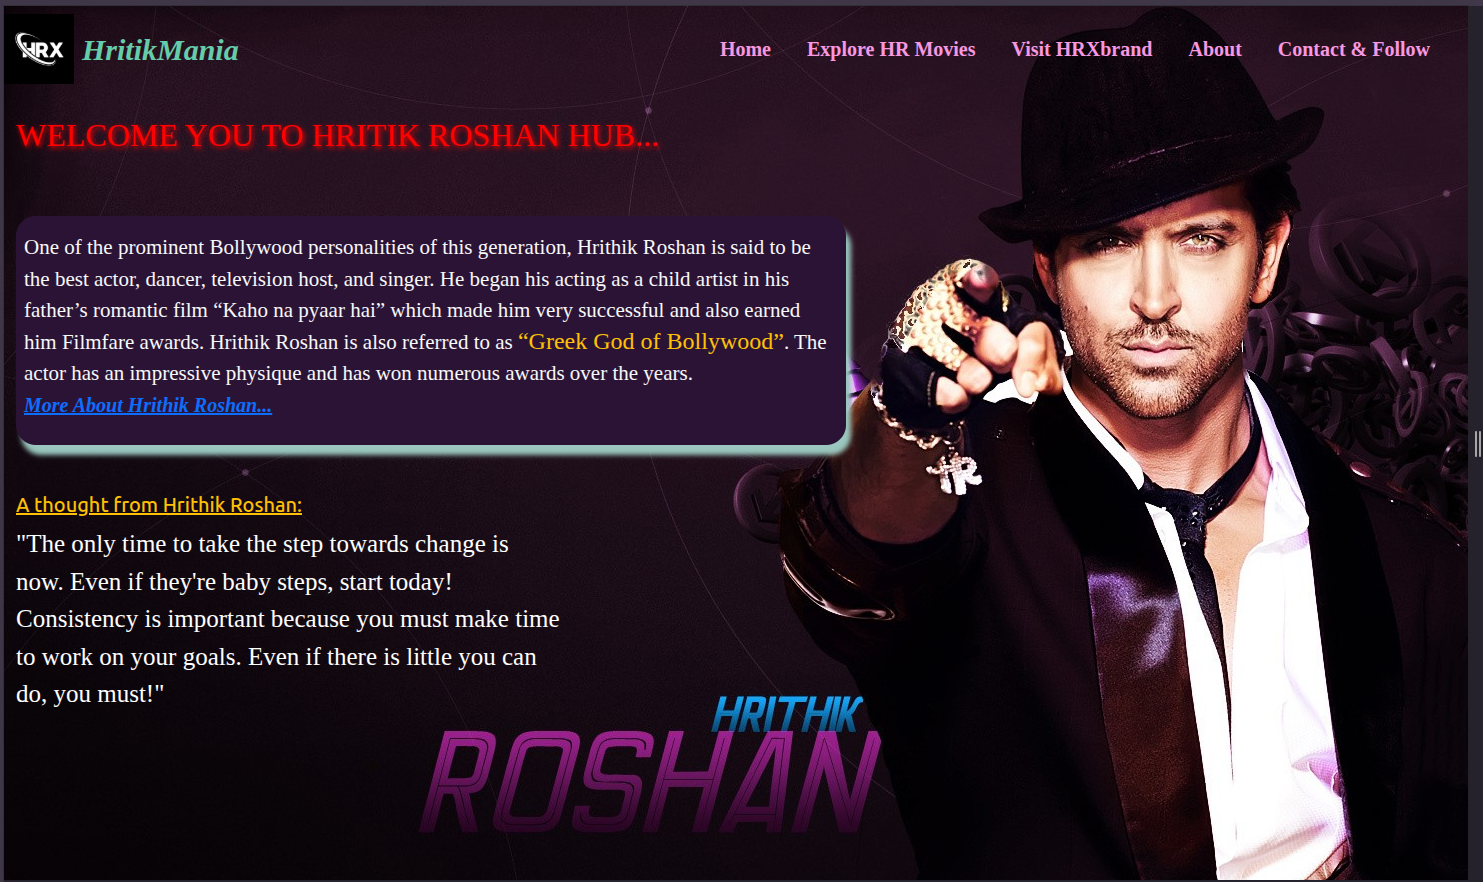 HRX
HritikMania
Home Explore HR Movies Visit HRXbrand About Contact & Follow
WELCOME YOU TO HRITIK ROSHAN HUB...
One of the prominent Bollywood personalities of this generation, Hrithik Roshan is said to be
the best actor, dancer, television host, and singer. He began his acting as a child artist in his
father’s romantic film “Kaho na pyaar hai” which made him very successful and also earned
him Filmfare awards. Hrithik Roshan is also referred to as “Greek God of Bollywood”. The
actor has an impressive physique and has won numerous awards over the years.
More About Hrithik Roshan...
A thought from Hrithik Roshan:
"The only time to take the step towards change is
now. Even if they're baby steps, start today!
Consistency is important because you must make time
to work on your goals. Even if there is little you can
do, you must!"
HR
HRITHIK
ROSHAN